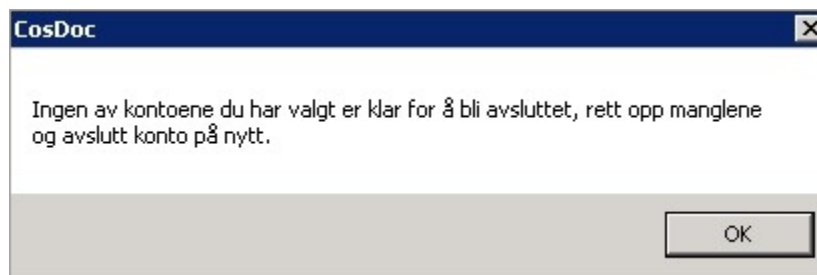 CosDoc
Ingen av kontoene du har valgt er klar for å bli avsluttet, rett opp manglene
og avslutt konto på nytt.
OK